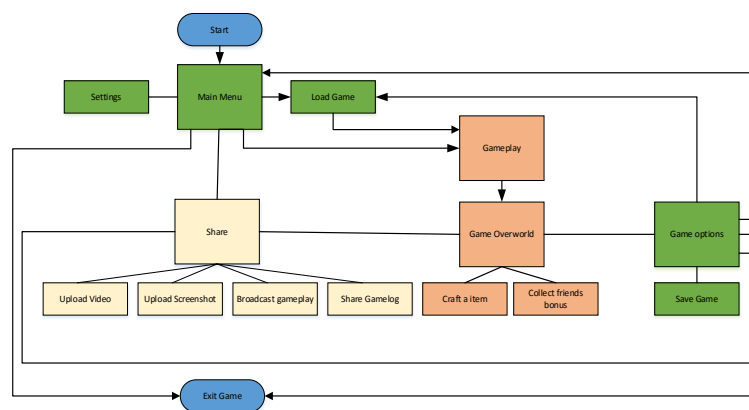 Start
Settings
Main Menu
Load Game
Gameplay
Share
Game Overworld
Game options
Upload Video
Upload Screenshot
Broadcast gameplay
Share Gamelog
Craft a item
Collect friends
bonus
Save Game
Exit Game